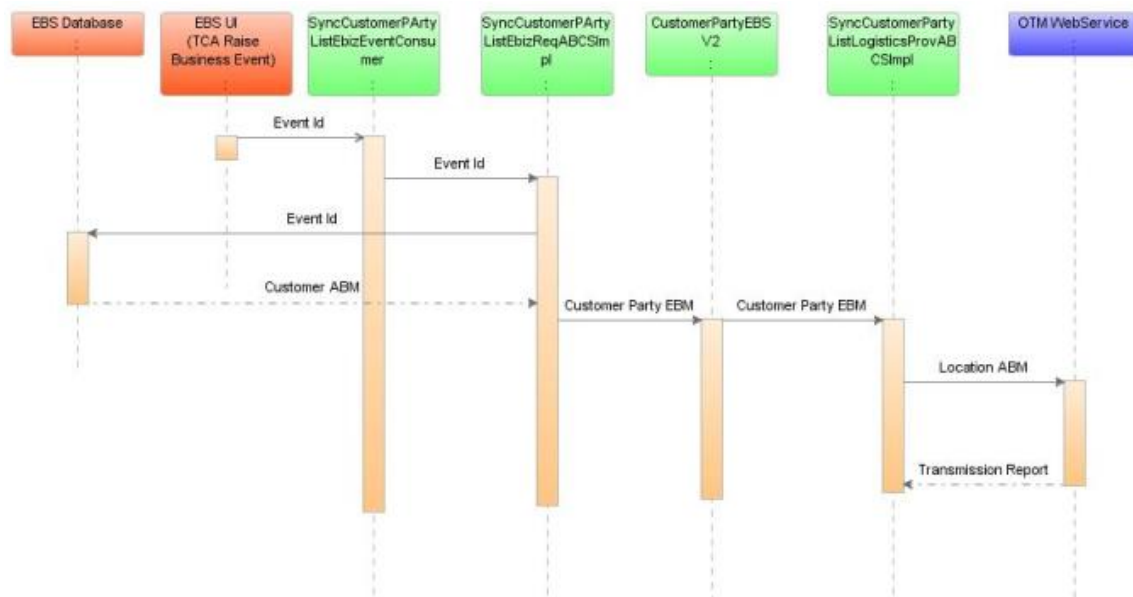 EBS Database
EBS UI
(TCA Raise
Business Event)
SyncCustomerPArty
ListEbizEventConsu
mer
SyncCustomerPArty
ListEbizReqABCSIm
pl
CustomerPartyEBS
V2
SyncCustomerParty
ListLogisticsProvAB
CSImpl
OTM WebService
Event Id
Event Id
Event Id
Customer ABM
Customer Party EBM
Customer Party EBM
Location ABM
Transmission Report